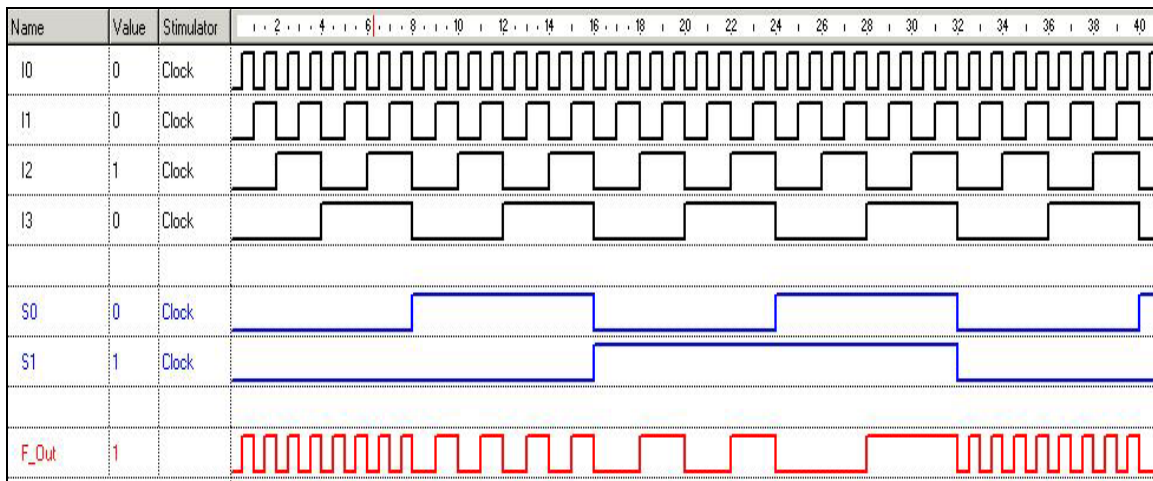 Name Value Stimulator 2 4 6 8 10 12 14 16 18 20 22 24 26 28 30 32 34 36 38 40
I0 0 Clock
I1 0 Clock
I2 1 Clock
I3 0 Clock
S0 0 Clock
S1 1 Clock
F_Out 1